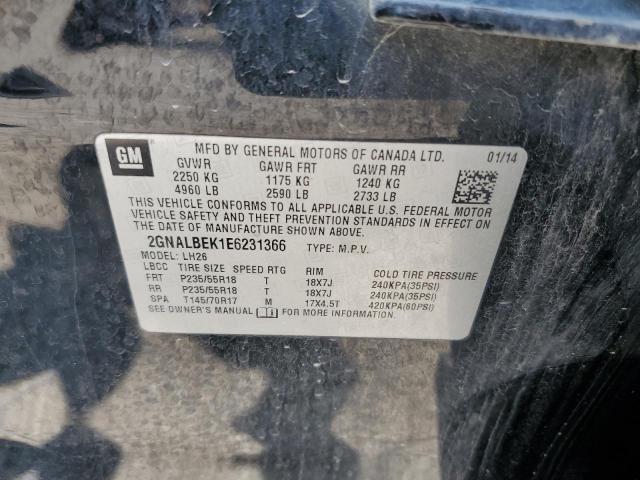 GM
MFD BY GENERAL MOTORS OF CANADA LTD. 01/14
GVWR GAWR FRT GAWR RR
2250 KG 1175 KG 1240 KG
4960 LB 2590 LB 2733 LB
THIS VEHICLE CONFORMS TO ALL APPLICABLE U.S. FEDERAL MOTOR
VEHICLE SAFETY AND THEFT PREVENTION STANDARDS IN EFFECT ON
THE DATE OF MANUFACTURE SHOWN ABOVE.
2GNALBEK1E6231366 TYPE: M.P.V.
MODEL: LH26
LBCC TIRE SIZE SPEED RTG RIM COLD TIRE PRESSURE
FRT P235/55R18 T 18X7J 240KPA(35PSI)
RR P235/55R18 T 18X7J 240KPA(35PSI)
SPA T145/70R17 M 17X4.5T 420KPA(60PSI)
SEE OWNER'S MANUAL FOR MORE INFORMATION.